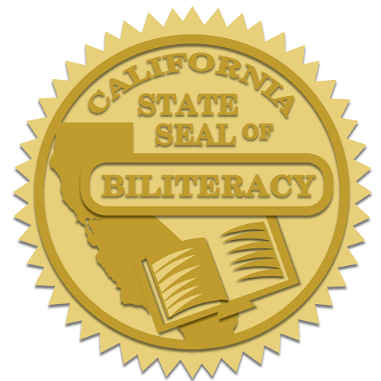 CALIFORNIA
STATE
SEAL OF
BILITERACY